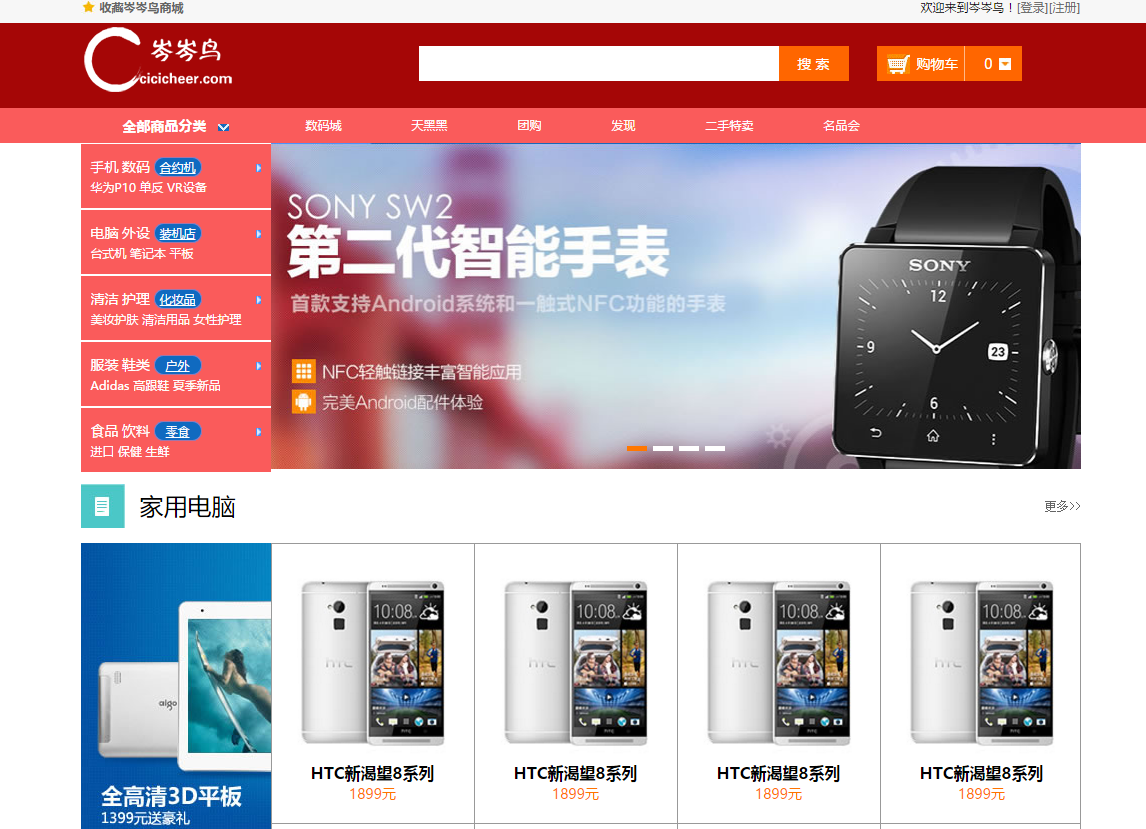 收藏岑岑鸟商城
欢迎来到岑岑鸟！[登录][注册]
岑岑鸟
cicicheer.com
搜 索
购物车
0
全部商品分类
数码城
天黑黑
团购
发现
二手特卖
名品会
手机 数码 合约机
华为P10 单反 VR设备
电脑 外设 装机店
台式机 笔记本 平板
清洁 护理 化妆品
美妆护肤 清洁用品 女性护理
服装 鞋类 户外
Adidas 高跟鞋 夏季新品
食品 饮料 零食
进口 保健 生鲜
SONY SW2
第二代智能手表
首款支持Android系统和一触式NFC功能的手表
NFC轻触链接丰富智能应用
完美Android配件体验
SONY
12
9
23
6
家用电脑
更多>>
aigo
全高清3D平板
1399元送豪礼
10:08
hTC
HTC新渴望8系列
1899元
10:08
hTC
HTC新渴望8系列
1899元
10:08
hTC
HTC新渴望8系列
1899元
10:08
hTC
HTC新渴望8系列
1899元